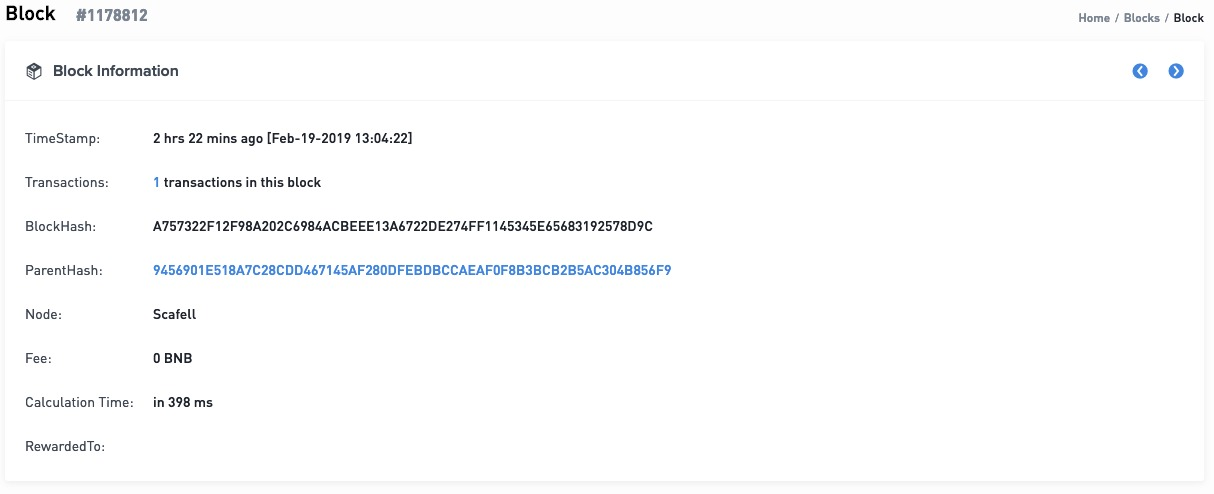 Block #1178812
Home / Blocks / Block
Block Information
TimeStamp: 2 hrs 22 mins ago [Feb-19-2019 13:04:22]
Transactions: 1 transactions in this block
BlockHash: A757322F12F98A202C6984ACBEEE13A6722DE274FF1145345E65683192578D9C
ParentHash: 9456901E518A7C28CDD467145AF280DFEBDBCCAEAF0F8B3BCB2B5AC304B856F9
Node: Scafell
Fee: 0 BNB
Calculation Time: in 398 ms
RewardedTo: